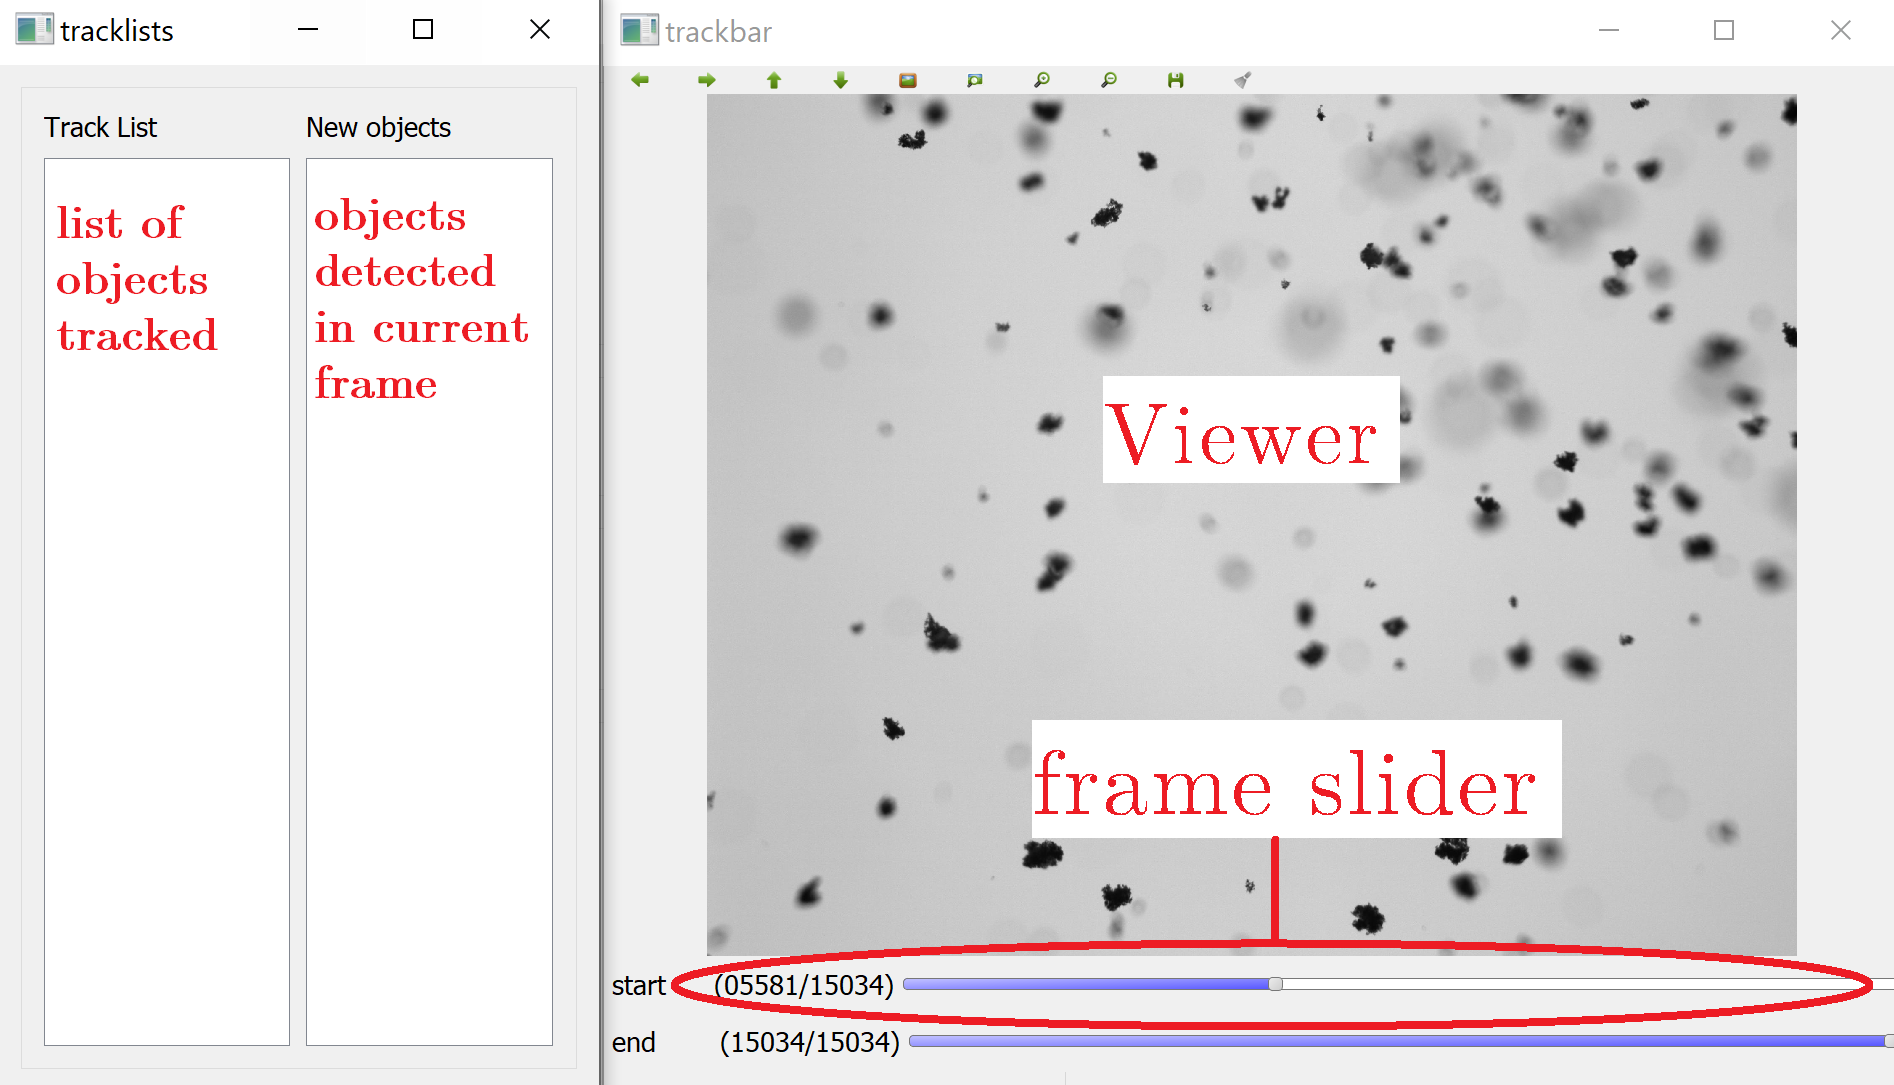 tracklists
Track List
New objects
list of
objects
tracked
objects
detected
in current
frame
trackbar
Viewer
frame slider
start (05581/15034)
end (15034/15034)